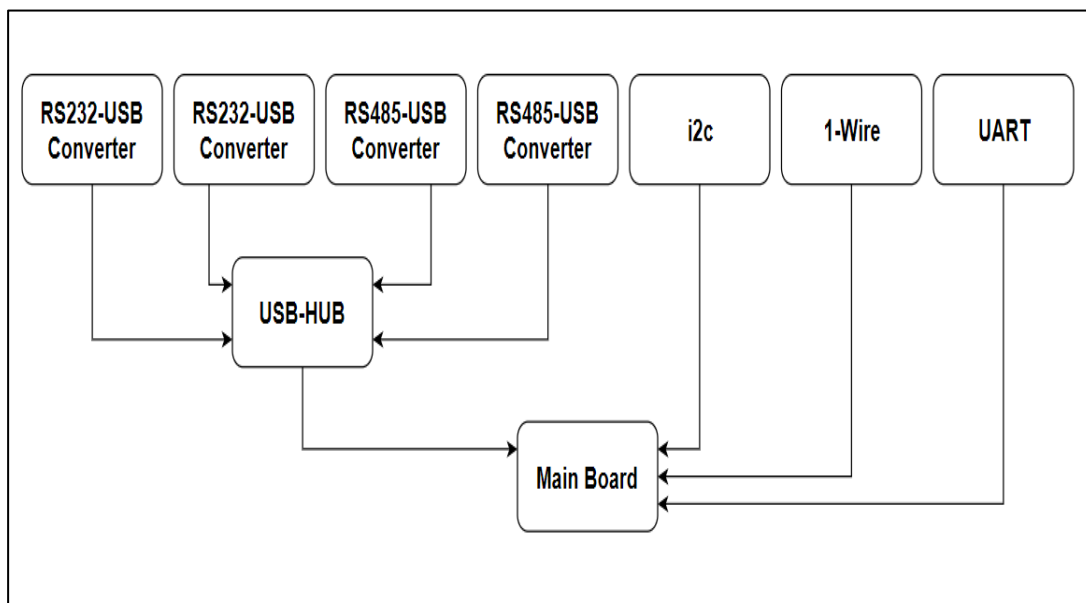 RS232-USB
Converter
RS232-USB
Converter
RS485-USB
Converter
RS485-USB
Converter
i2c
1-Wire
UART
USB-HUB
Main Board